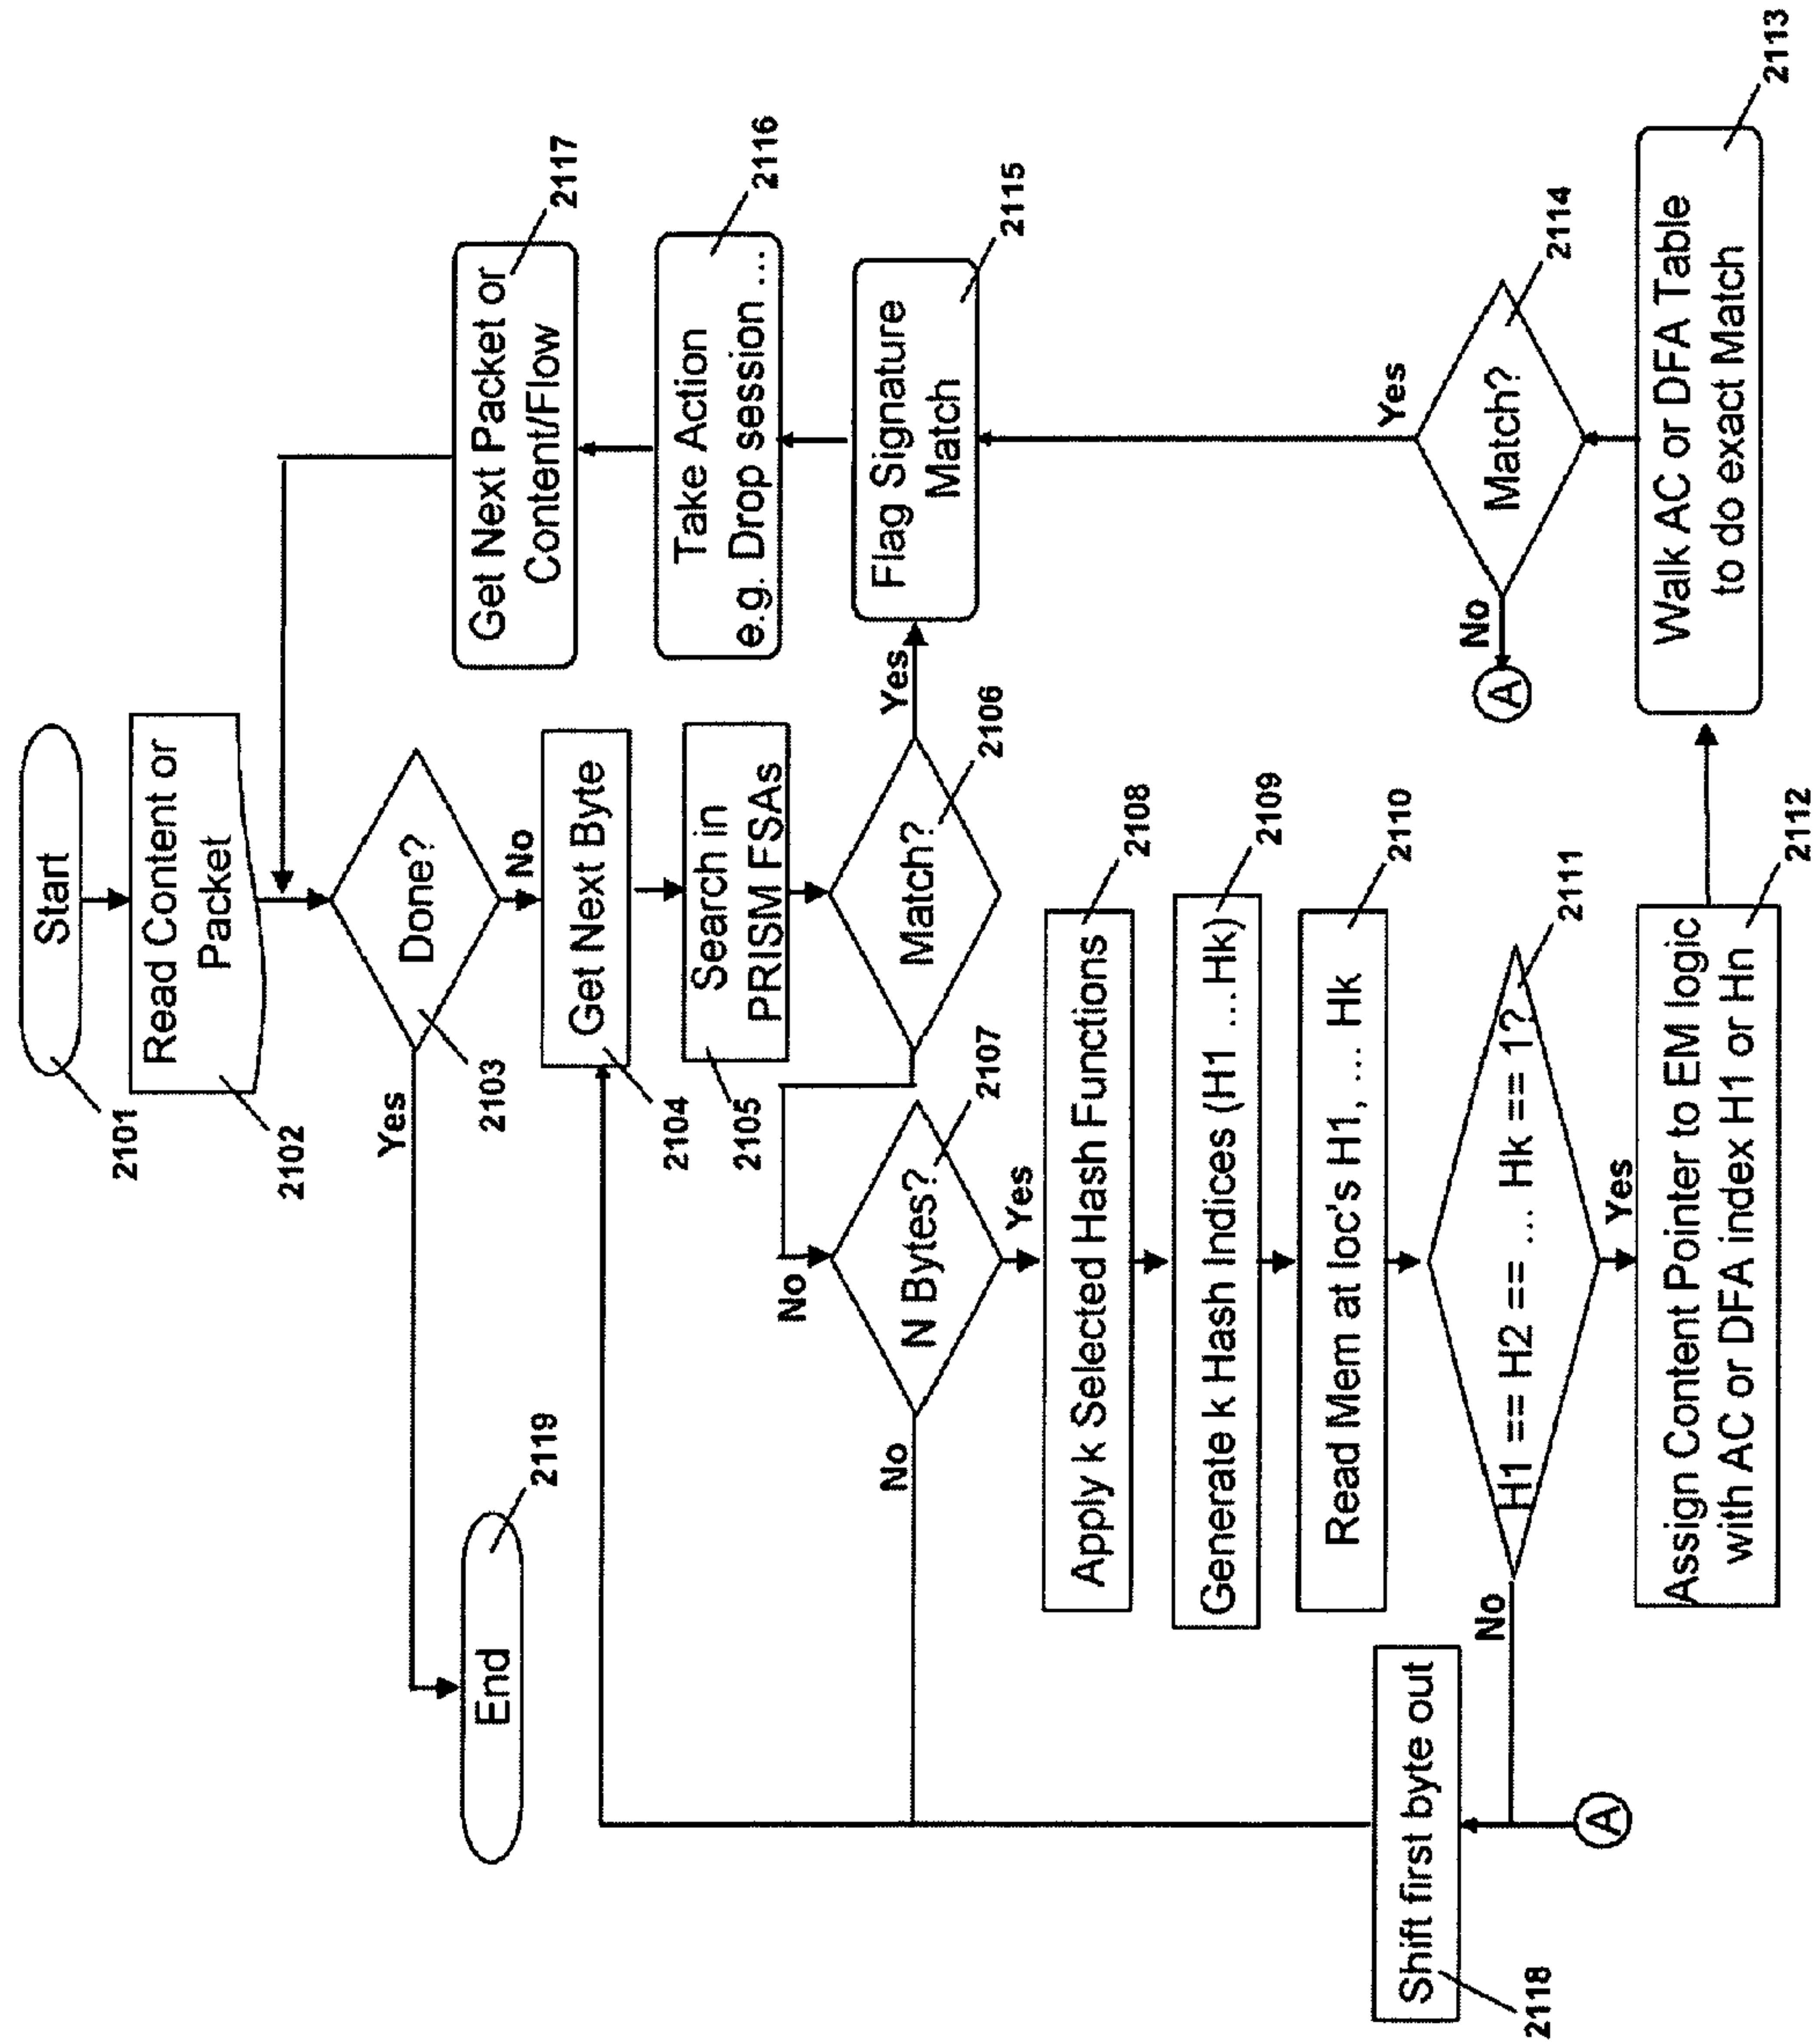 Start
2101
Read Content or
Packet
2102
Done?
2103
Yes
No
End
2119
Get Next Byte
2104
Search in
PRISM FSAs
2105
Match?
2106
Yes
No
N Bytes?
2107
No
Yes
Apply k Selected Hash Functions
2108
Generate k Hash Indices (H1 ...Hk)
2109
Read Mem at loc's H1, ... Hk
2110
H1 == H2 == ... Hk == 1?
2111
No
Yes
Assign Content Pointer to EM logic
with AC or DFA index H1 or Hn
2112
Walk AC or DFA Table
to do exact Match
2113
Match?
2114
Yes
No
A
Flag Signature
Match
2115
Take Action
e.g. Drop session ...
2116
Get Next Packet or
Content/Flow
2117
Shift first byte out
2118
A